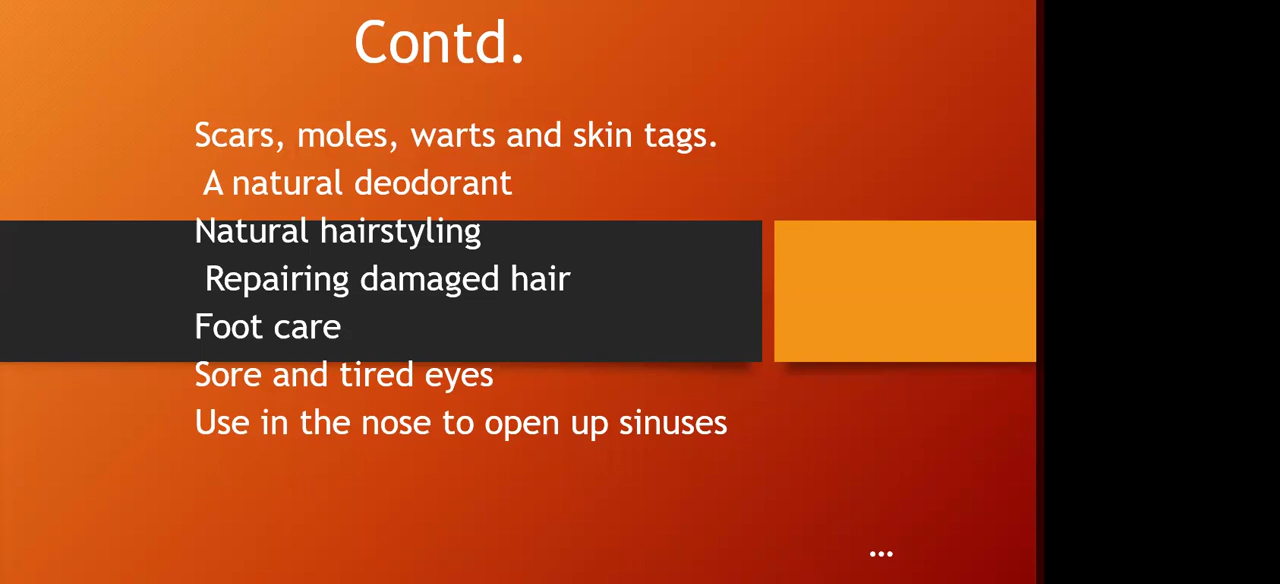 Contd.
Scars, moles, warts and skin tags.
A natural deodorant
Natural hairstyling
Repairing damaged hair
Foot care
Sore and tired eyes
Use in the nose to open up sinuses
…